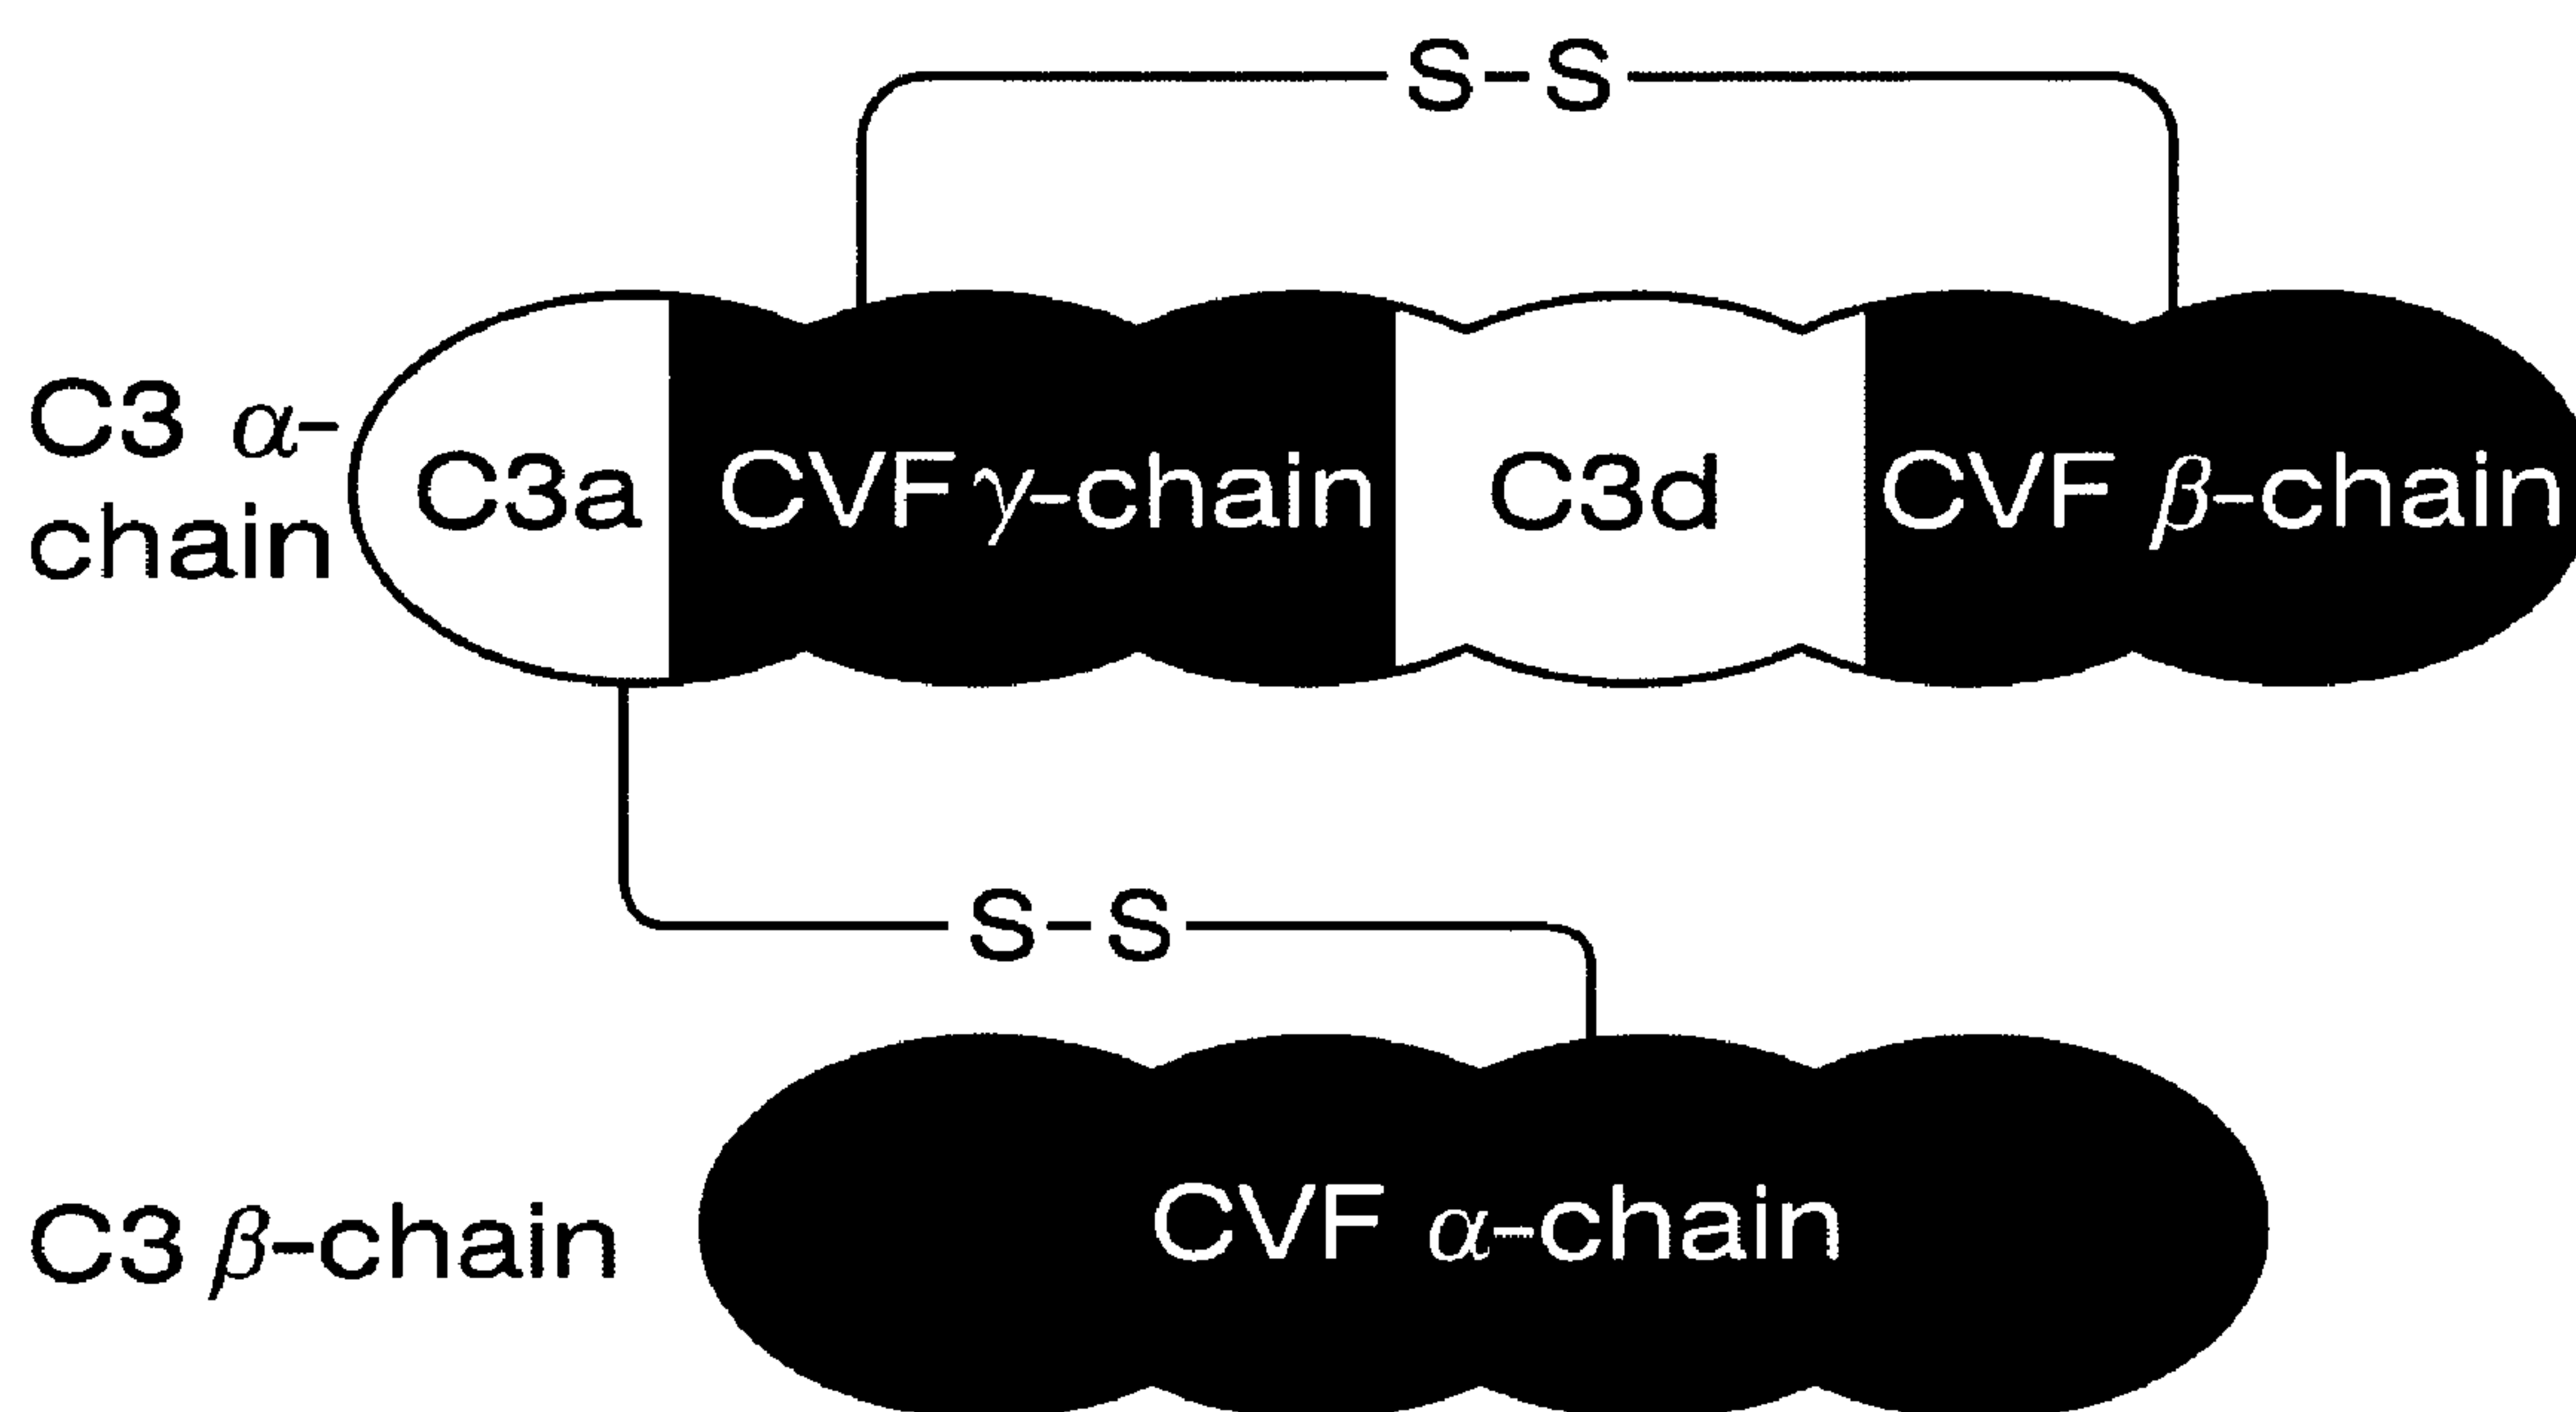 S-S
C3 α-
chain
C3a
CVF γ-chain
C3d
CVF β-chain
S-S
C3 β-chain
CVF α-chain